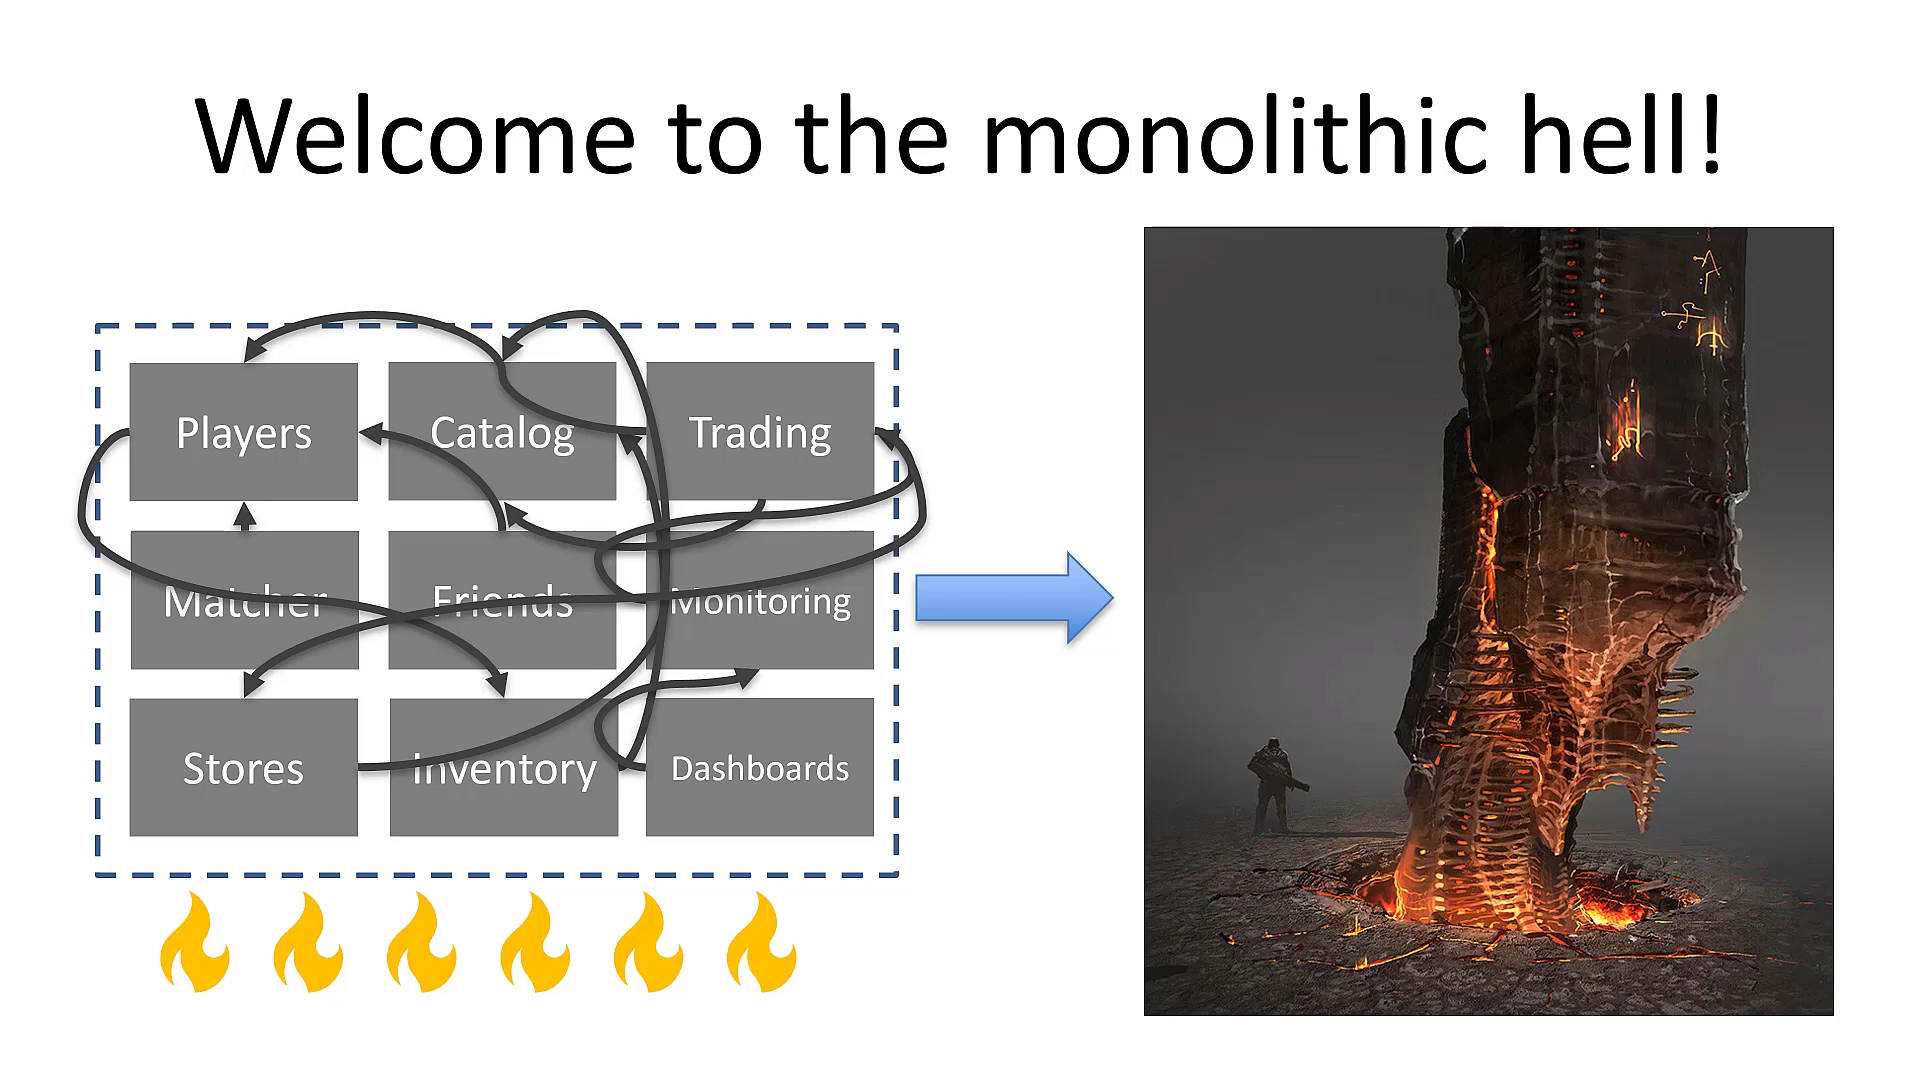 Welcome to the monolithic hell!
Players
Catalog
Trading
Matcher
Friends
Monitoring
Stores
Inventory
Dashboards